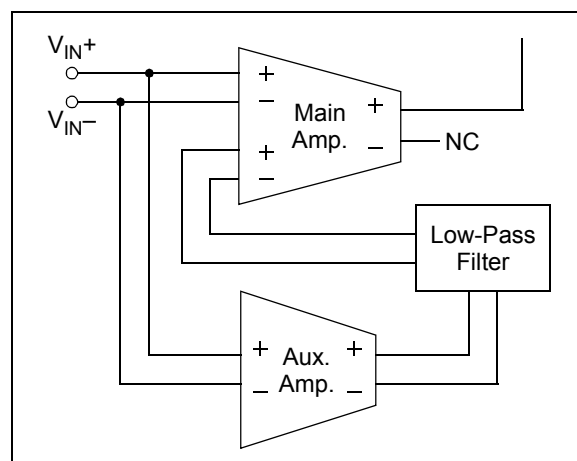 V_IN+
V_IN−
+
−
Main
Amp.
+
−
+
−
NC
Low-Pass
Filter
+
−
Aux.
Amp.
+
−